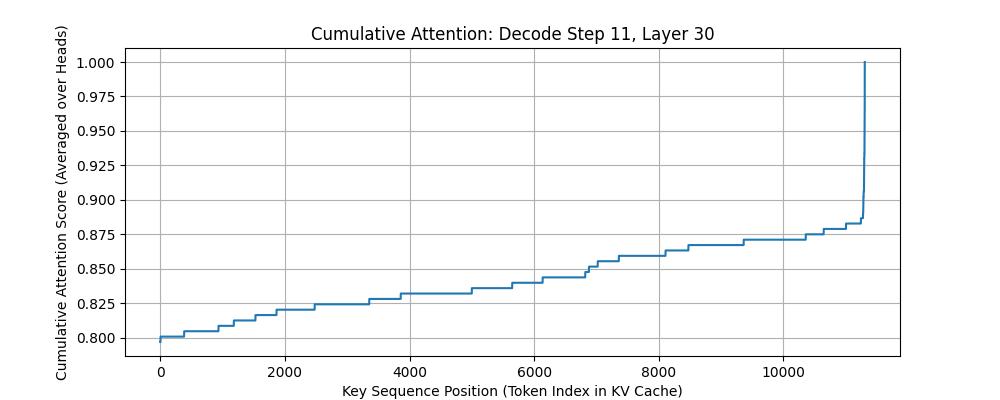 Cumulative Attention: Decode Step 11, Layer 30
Cumulative Attention Score (Averaged over Heads)
1.000
0.975
0.950
0.925
0.900
0.875
0.850
0.825
0.800
0 2000 4000 6000 8000 10000
Key Sequence Position (Token Index in KV Cache)